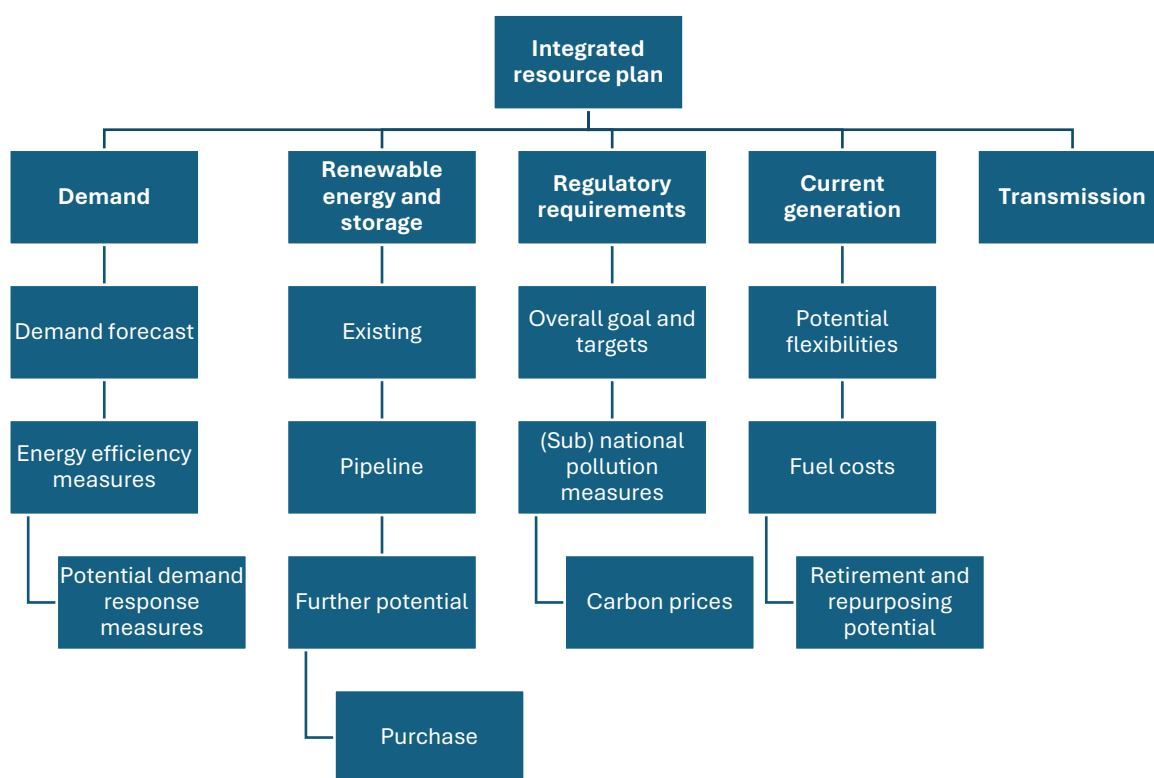 Integrated
resource plan
Demand
Renewable
energy and
storage
Regulatory
requirements
Current
generation
Transmission
Demand forecast
Existing
Overall goal and
targets
Potential
flexibilities
Energy efficiency
measures
Pipeline
(Sub) national
pollution
measures
Fuel costs
Potential demand
response
measures
Further potential
Carbon prices
Retirement and
repurposing
potential
Purchase